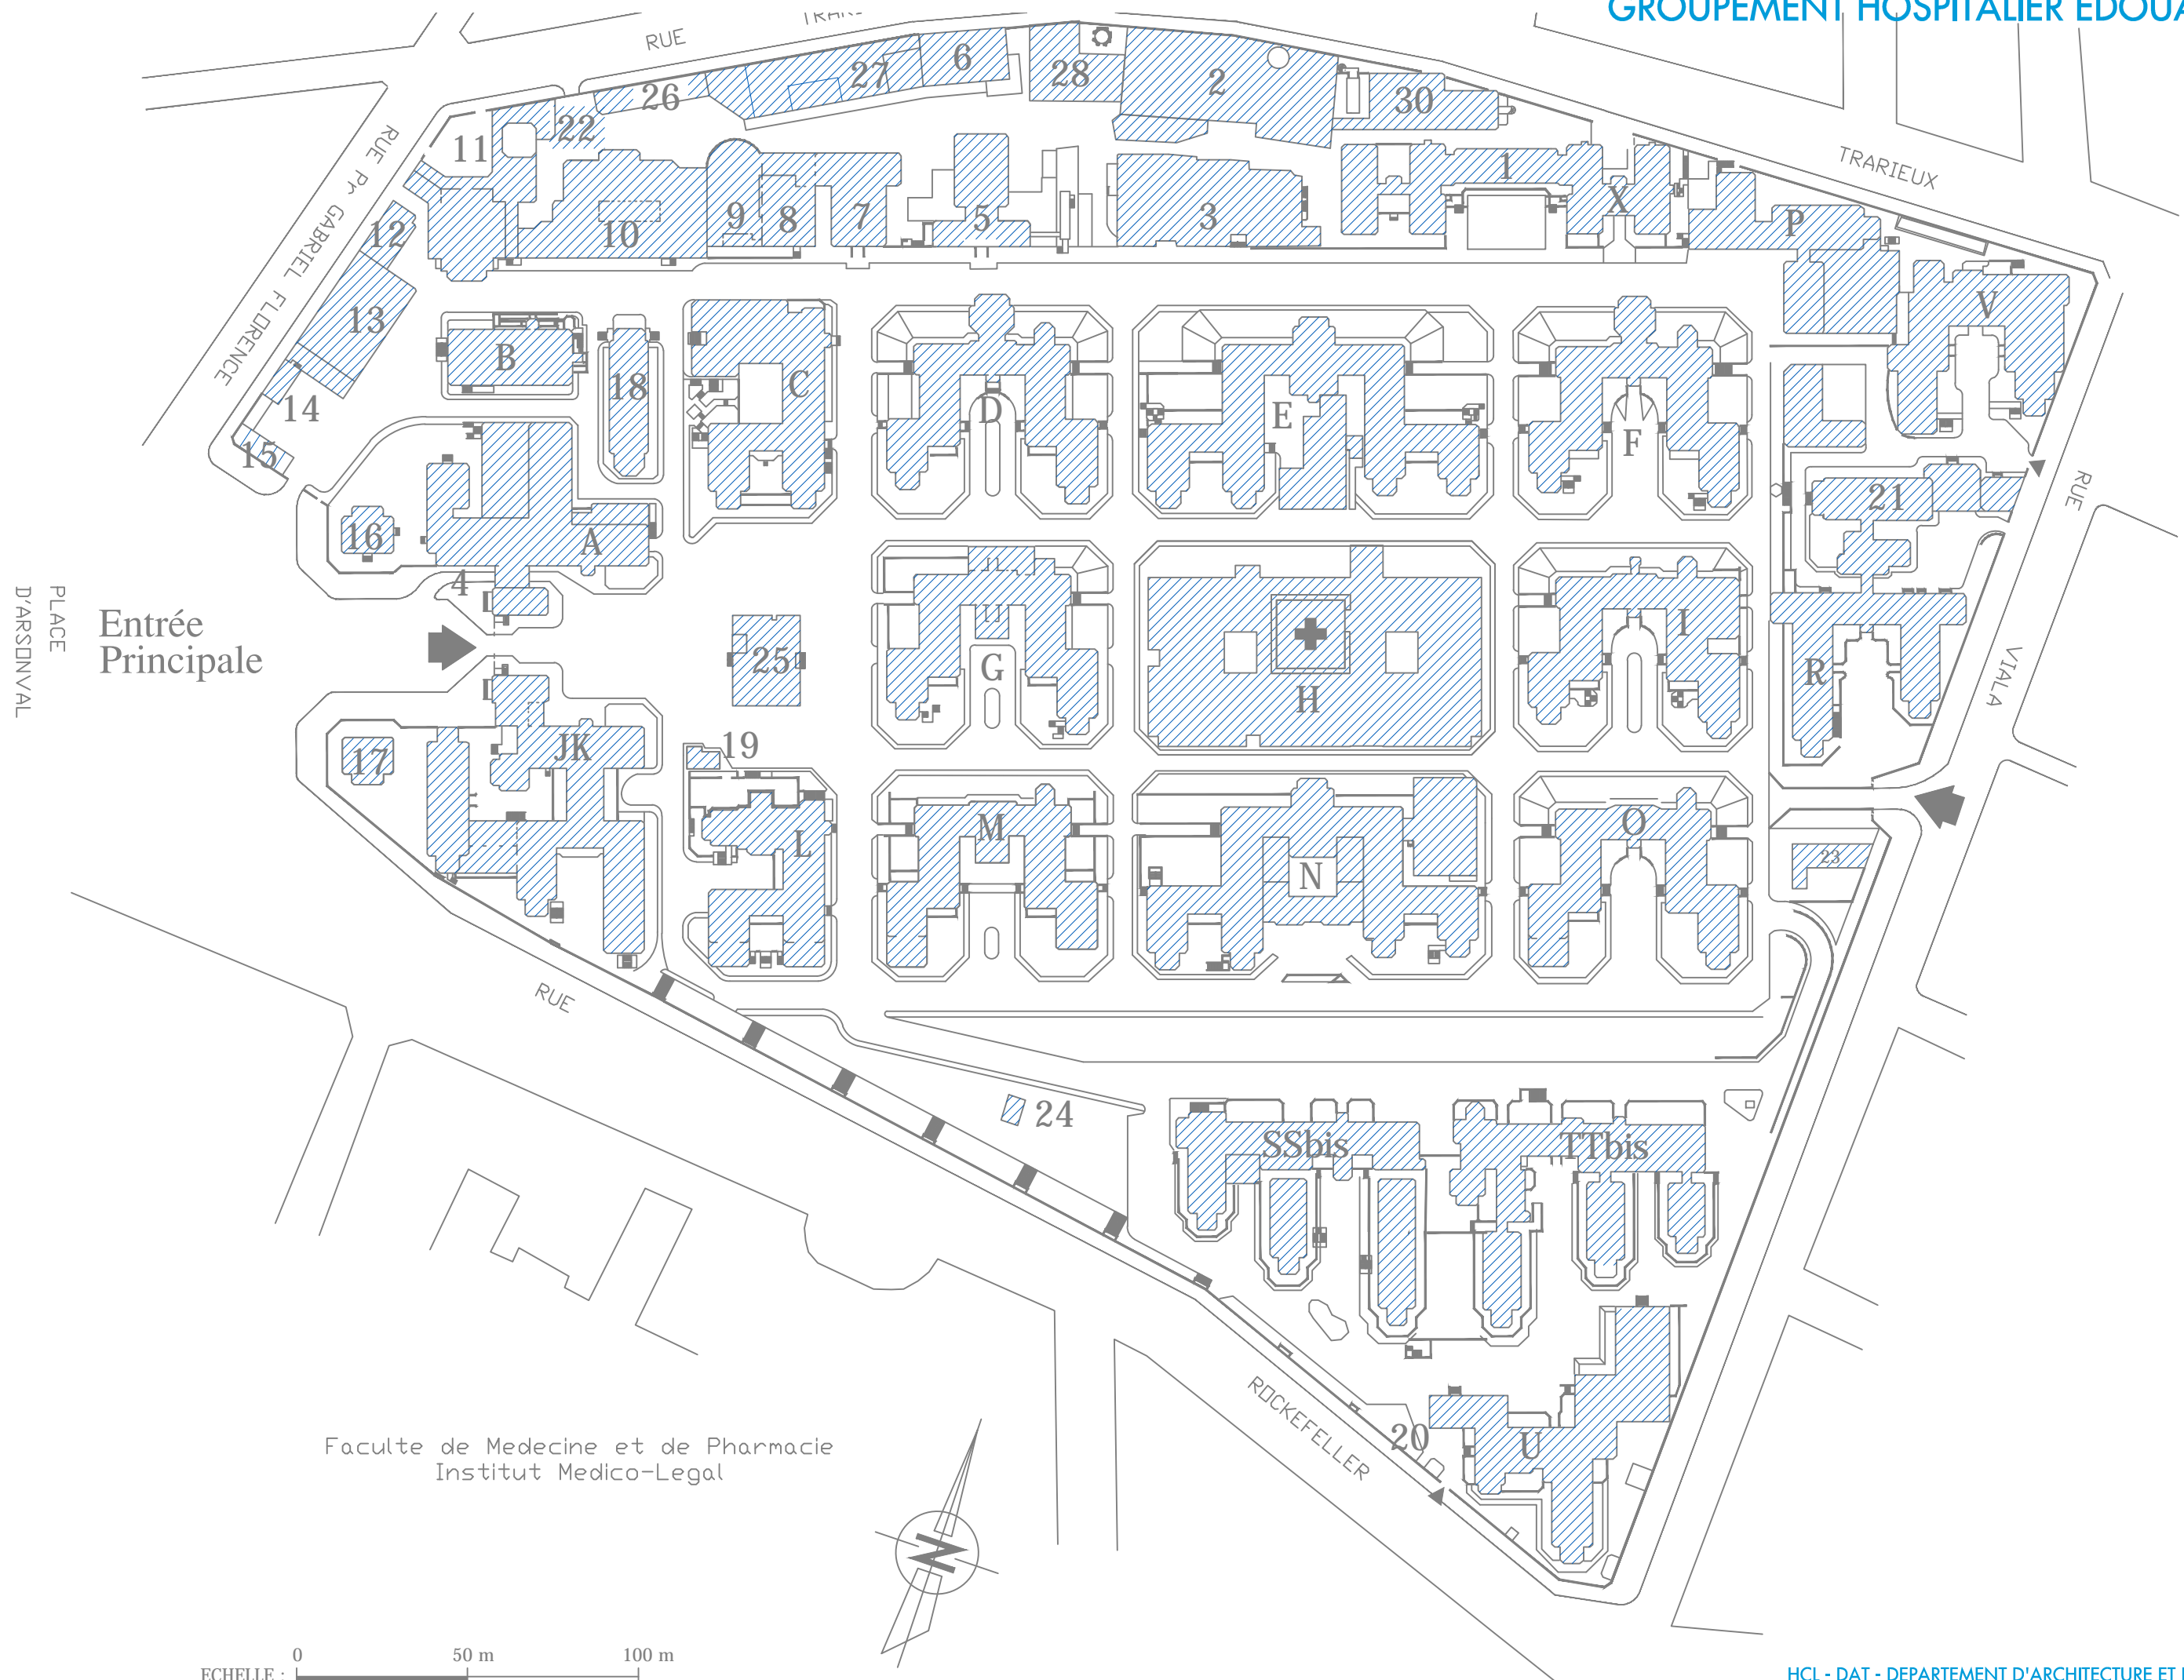 GROUPEMENT HOSPITALIER EDOUA
RUE
27
6
28
2
26
30
22
11
RUE Pr GABRIEL FLORENCE
TRARIEUX
1
X
P
12
10
9
8
7
5
3
13
V
B
18
C
D
E
F
14
15
RUE
21
16
A
4
PLACE
D'ARSONVAL
Entrée
Principale
25
G
H
I
R
VIALA
17
JK
19
L
M
N
O
23
RUE
24
SSbis
TTbis
ROCKEFELLER
20
U
Faculte de Medecine et de Pharmacie
Institut Medico-Legal
N
0 50 m 100 m
ECHELLE :
HCL - DAT - DEPARTEMENT D'ARCHITECTURE ET